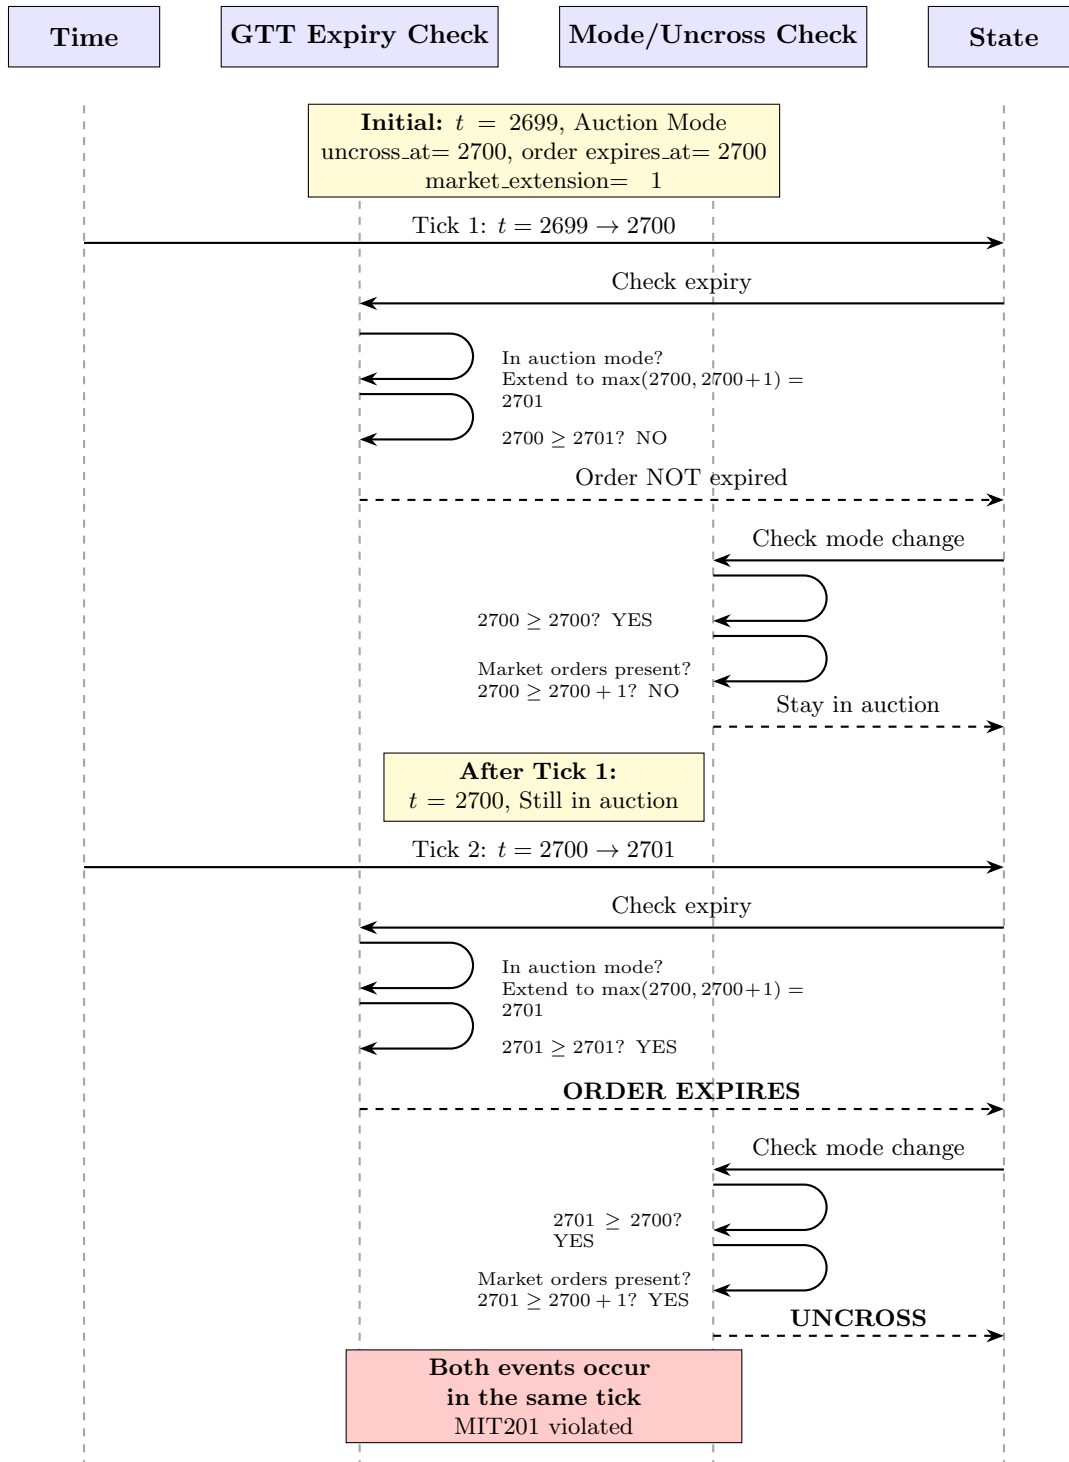 Time
GTT Expiry Check
Mode/Uncross Check
State
Initial: t = 2699, Auction Mode
uncross_at= 2700, order expires_at= 2700
market_extension= 1
Tick 1: t = 2699 → 2700
Check expiry
In auction mode?
Extend to max(2700, 2700+1) =
2701
2700 ≥ 2701? NO
Order NOT expired
Check mode change
2700 ≥ 2700? YES
Market orders present?
2700 ≥ 2700 + 1? NO
Stay in auction
After Tick 1:
t = 2700, Still in auction
Tick 2: t = 2700 → 2701
Check expiry
In auction mode?
Extend to max(2700, 2700+1) =
2701
2701 ≥ 2701? YES
ORDER EXPIRES
Check mode change
2701 ≥ 2700?
YES
Market orders present?
2701 ≥ 2700 + 1? YES
UNCROSS
Both events occur
in the same tick
MIT201 violated